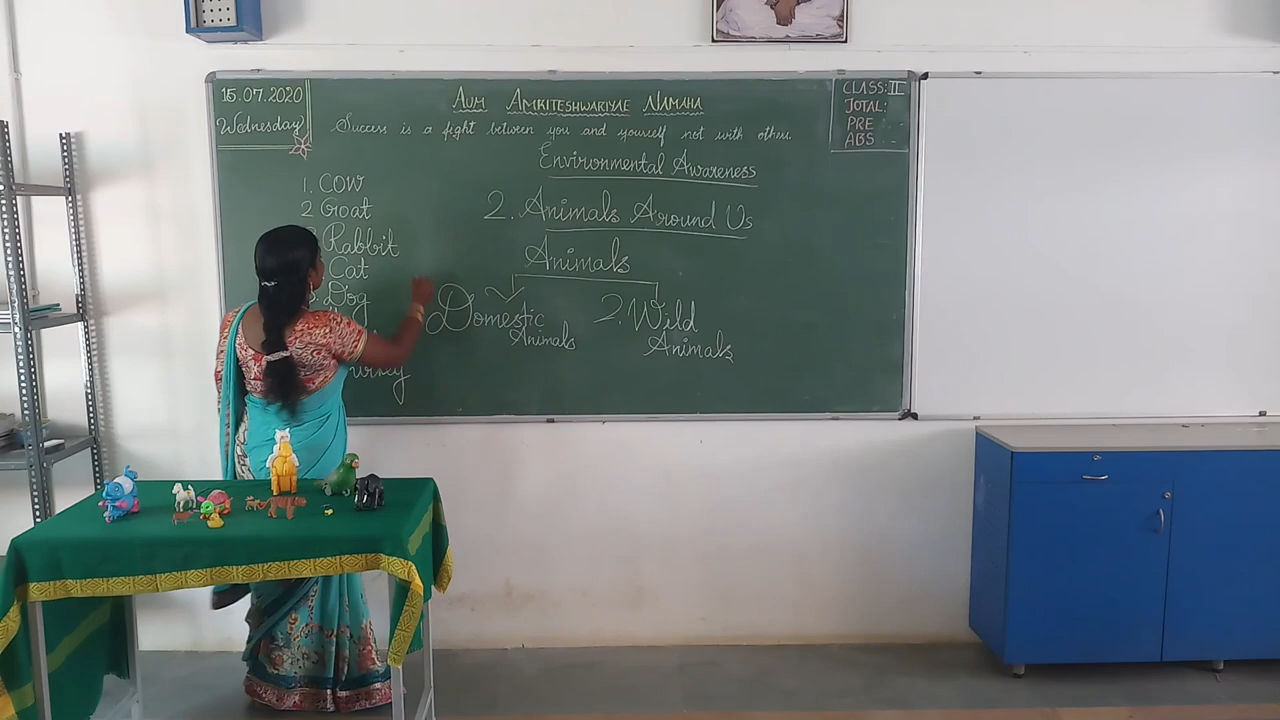 15.07.2020
Wednesday
AUM AMRITESHWARIYAE NAMAHA
Success is a fight between you and yourself not with others.
CLASS: II
TOTAL:
PRE
ABS
Environmental Awareness
2. Animals Around Us
Animals
Domestic Animals
2. Wild Animals
1. Cow
2 Goat
Rabbit
Cat
Dog